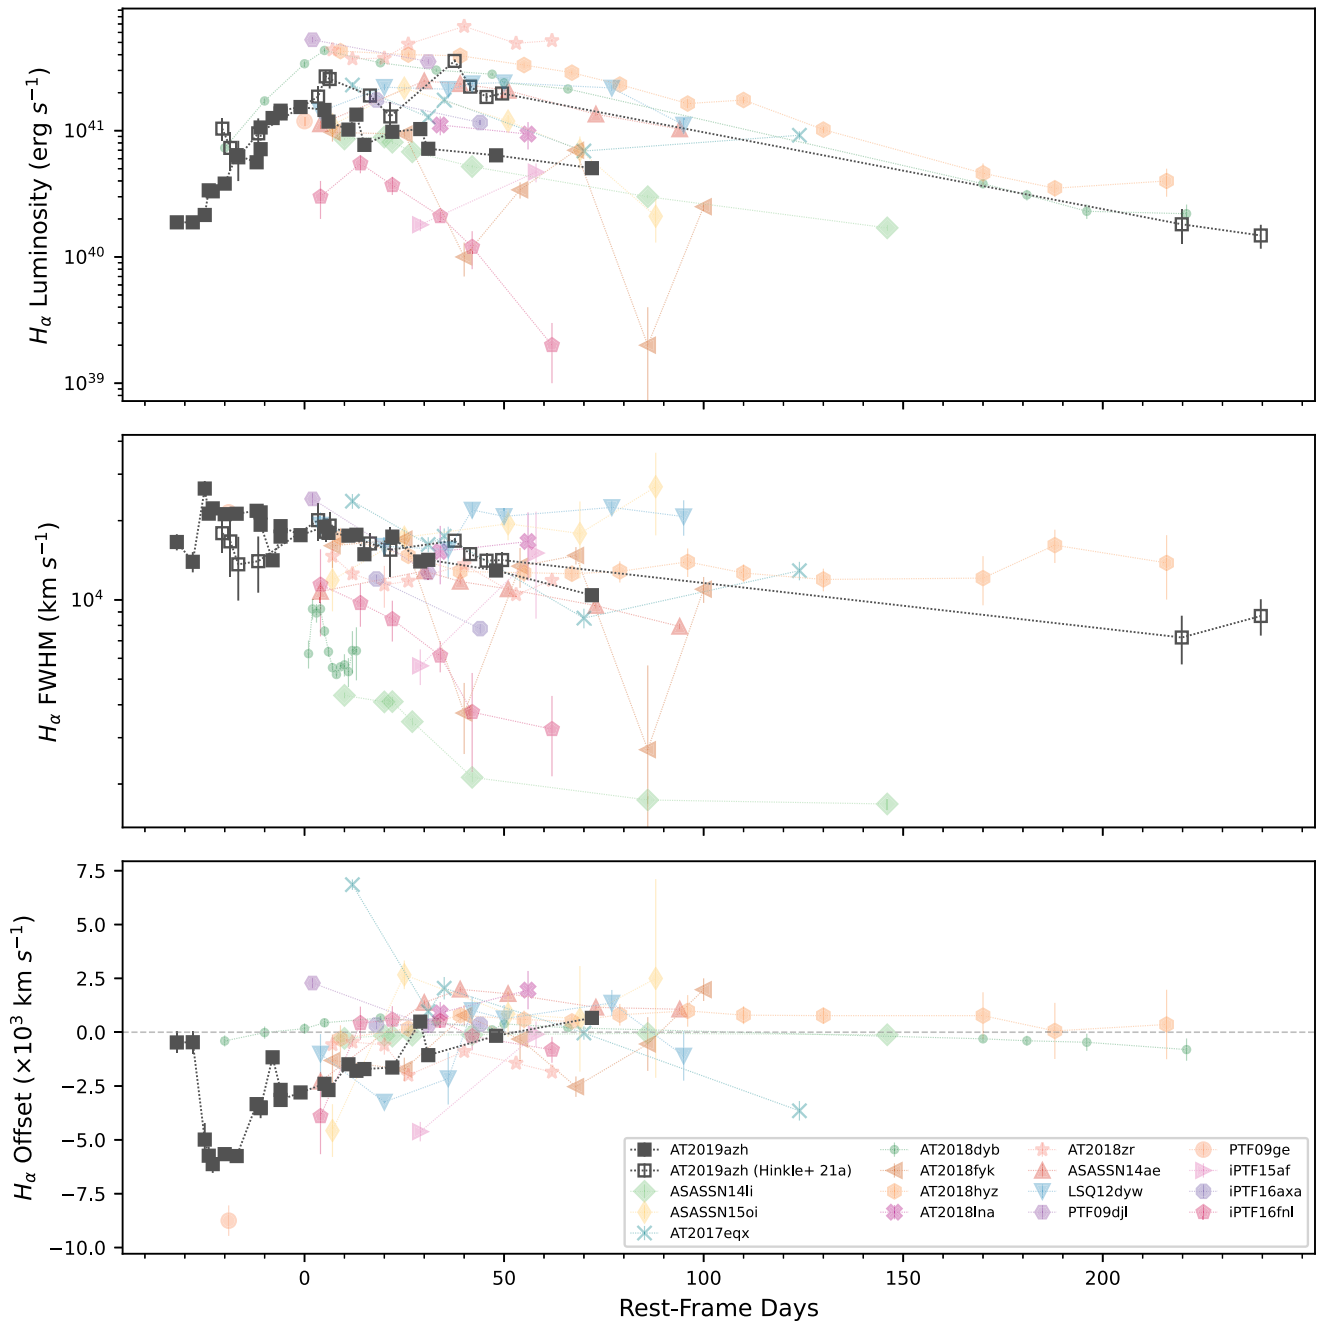 10^41
10^40
10^39
H_α Luminosity (erg s^−1)
10^4
H_α FWHM (km s^−1)
7.5
5.0
2.5
0.0
−2.5
−5.0
−7.5
−10.0
H_α Offset (×10^3 km s^−1)
AT2019azh
AT2019azh (Hinkle+ 21a)
ASASSN14li
ASASSN15oi
AT2017eqx
AT2018dyb
AT2018fyk
AT2018hyz
AT2018lna
AT2018zr
ASASSN14ae
LSQ12dyw
PTF09djl
PTF09ge
iPTF15af
iPTF16axa
iPTF16fnl
0
50
100
150
200
Rest-Frame Days